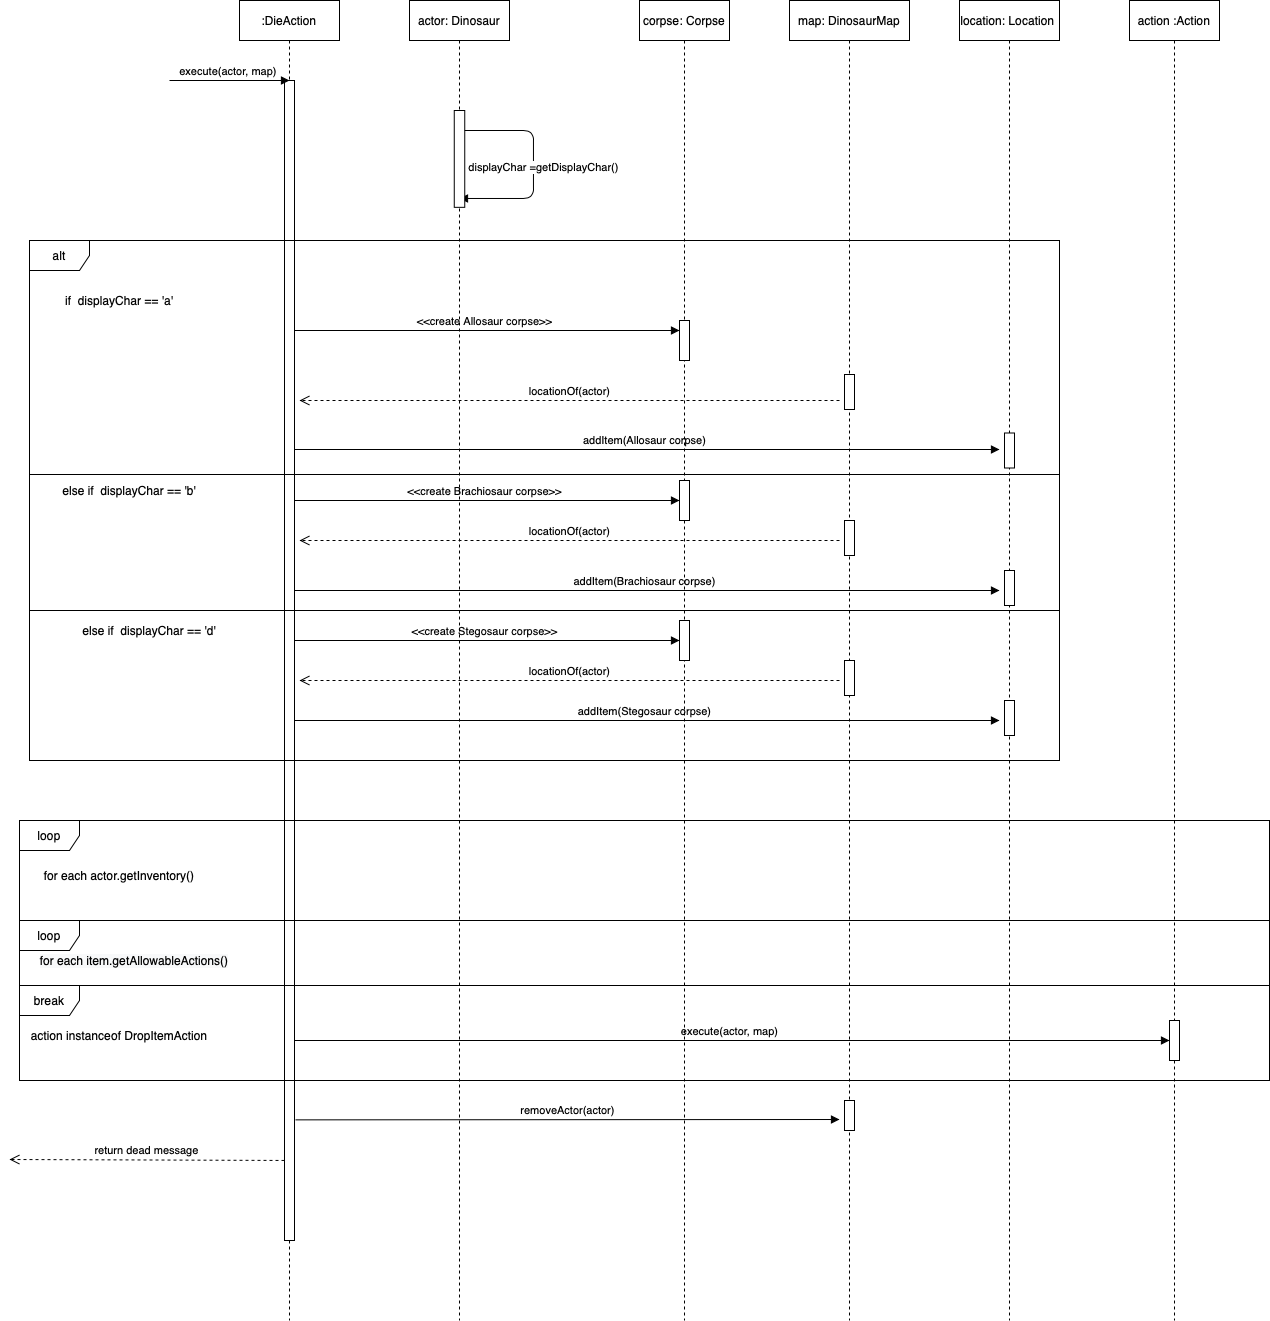 :DieAction
actor: Dinosaur
corpse: Corpse
map: DinosaurMap
location: Location
action :Action
execute(actor, map)
displayChar =getDisplayChar()
alt
if  displayChar == 'a'
<<create Allosaur corpse>>
locationOf(actor)
addItem(Allosaur corpse)
else if  displayChar == 'b'
<<create Brachiosaur corpse>>
locationOf(actor)
addItem(Brachiosaur corpse)
else if  displayChar == 'd'
<<create Stegosaur corpse>>
locationOf(actor)
addItem(Stegosaur corpse)
loop
for each actor.getInventory()
loop
for each item.getAllowableActions()
break
action instanceof DropItemAction
execute(actor, map)
removeActor(actor)
return dead message